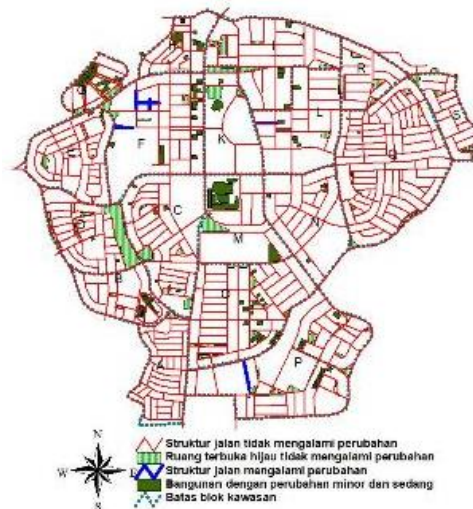 R
S
L
F
K
C
N
M
B
P
A
N
W
E
S
Struktur jalan tidak mengalami perubahan
Ruang terbuka hijau tidak mengalami perubahan
Struktur jalan mengalami perubahan
Bangunan dengan perubahan minor dan sedang
Batas blok kawasan